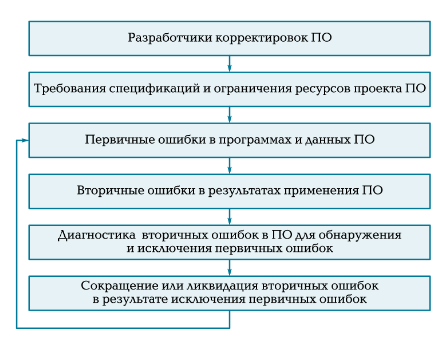 Разработчики корректировок ПО
Требования спецификаций и ограничения ресурсов проекта ПО
Первичные ошибки в программах и данных ПО
Вторичные ошибки в результатах применения ПО
Диагностика вторичных ошибок в ПО для обнаружения
и исключения первичных ошибок
Сокращение или ликвидация вторичных ошибок
в результате исключения первичных ошибок